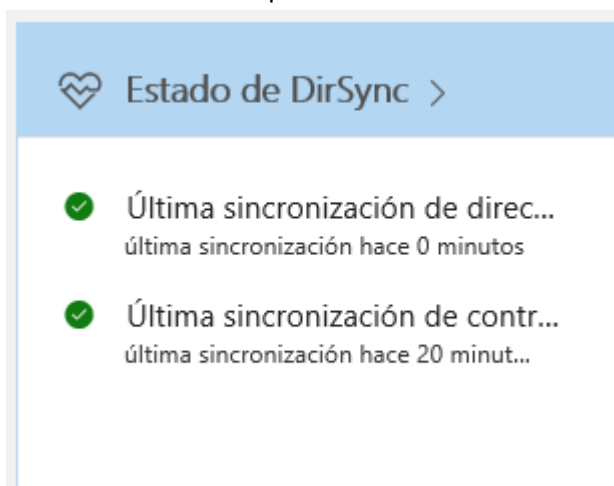 Estado de DirSync >
Última sincronización de direc...
última sincronización hace 0 minutos
Última sincronización de contr...
última sincronización hace 20 minut...